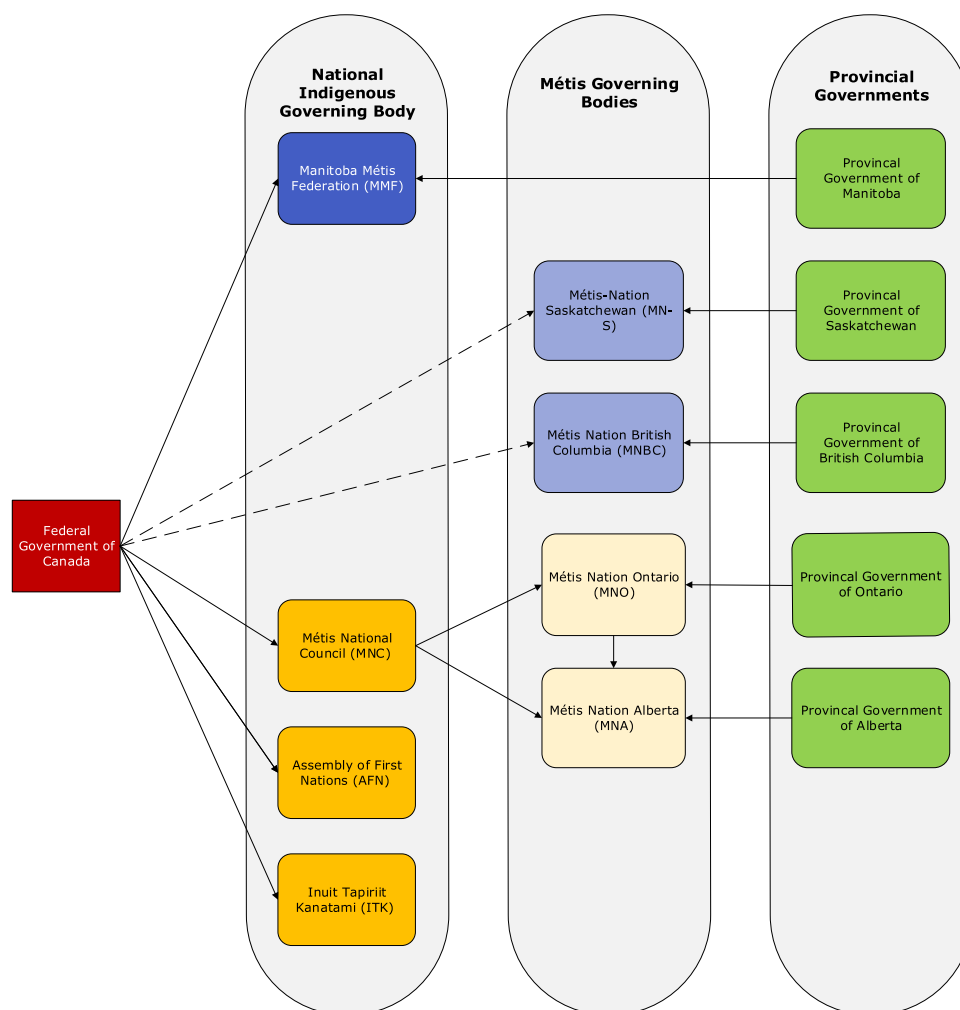 National
Indigenous
Governing Body
Métis Governing
Bodies
Provincial
Governments
Manitoba Métis
Federation (MMF)
Provincal
Government of
Manitoba
Métis-Nation
Saskatchewan (MN-
S)
Provincal
Government of
Saskatchewan
Métis Nation British
Columbia (MNBC)
Provincal
Government of
British Columbia
Federal
Government of
Canada
Métis Nation Ontario
(MNO)
Provincal Government
of Ontario
Métis National
Council (MNC)
Métis Nation Alberta
(MNA)
Provincal Government
of Alberta
Assembly of First
Nations (AFN)
Inuit Tapiriit
Kanatami (ITK)